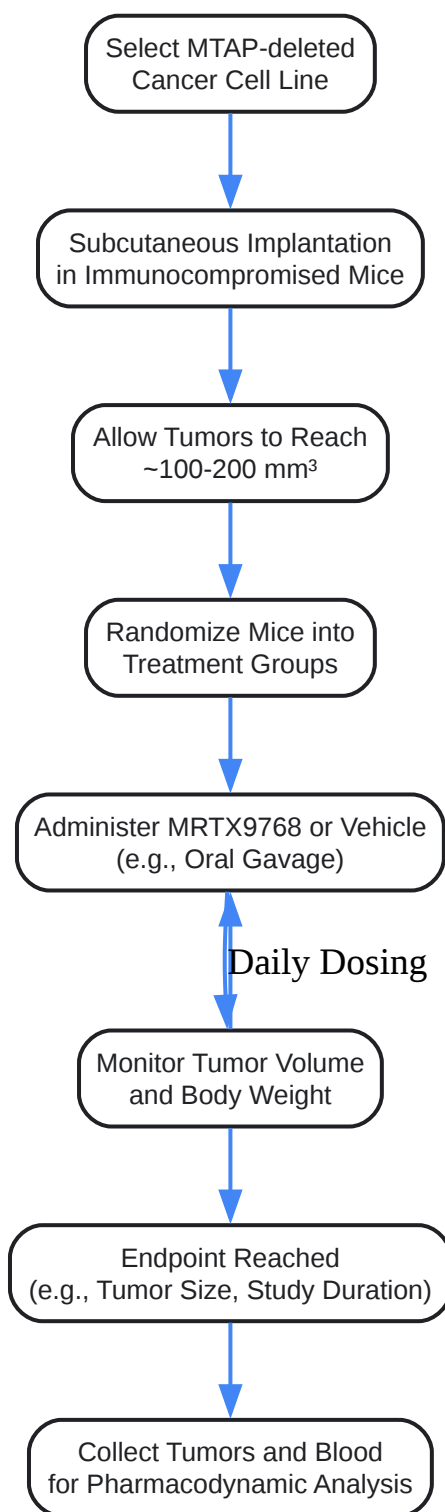 Select MTAP-deleted
Cancer Cell Line
Subcutaneous Implantation
in Immunocompromised Mice
Allow Tumors to Reach
~100-200 mm³
Randomize Mice into
Treatment Groups
Administer MRTX9768 or Vehicle
(e.g., Oral Gavage)
Daily Dosing
Monitor Tumor Volume
and Body Weight
Endpoint Reached
(e.g., Tumor Size, Study Duration)
Collect Tumors and Blood
for Pharmacodynamic Analysis